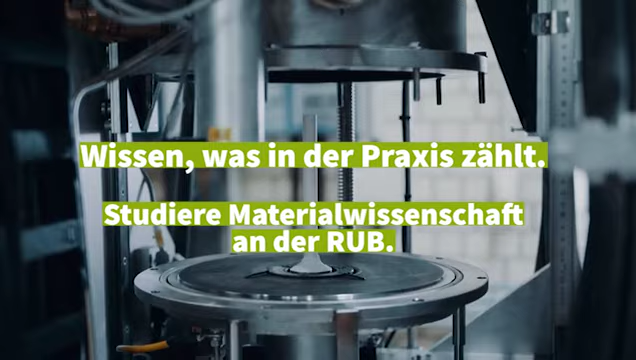 Wissen, was in der Praxis zählt.
Studiere Materialwissenschaft
an der RUB.